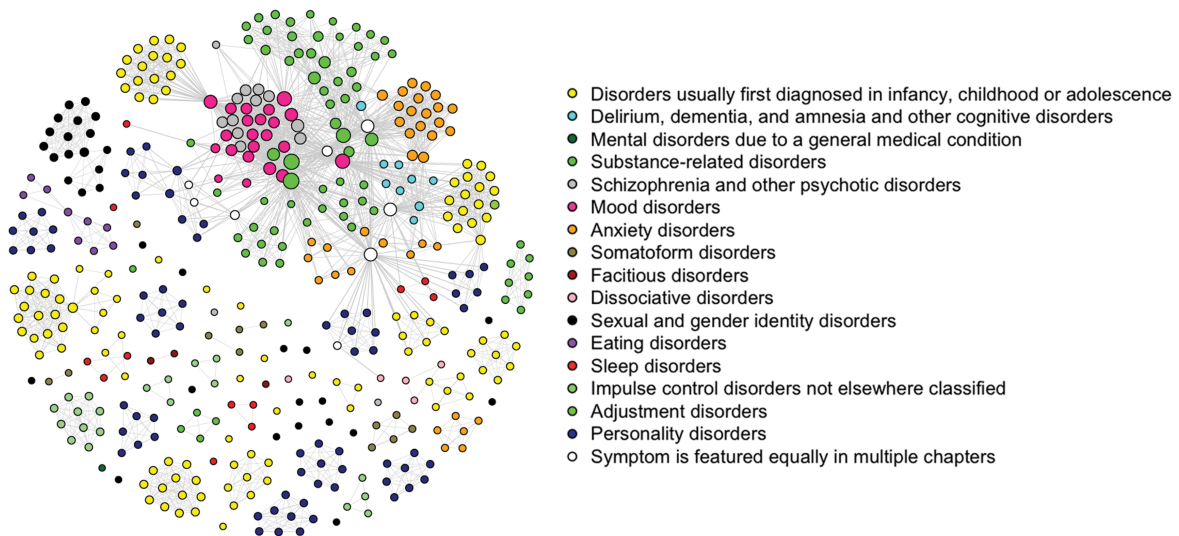 Disorders usually first diagnosed in infancy, childhood or adolescence
Delirium, dementia, and amnesia and other cognitive disorders
Mental disorders due to a general medical condition
Substance-related disorders
Schizophrenia and other psychotic disorders
Mood disorders
Anxiety disorders
Somatoform disorders
Facitious disorders
Dissociative disorders
Sexual and gender identity disorders
Eating disorders
Sleep disorders
Impulse control disorders not elsewhere classified
Adjustment disorders
Personality disorders
Symptom is featured equally in multiple chapters